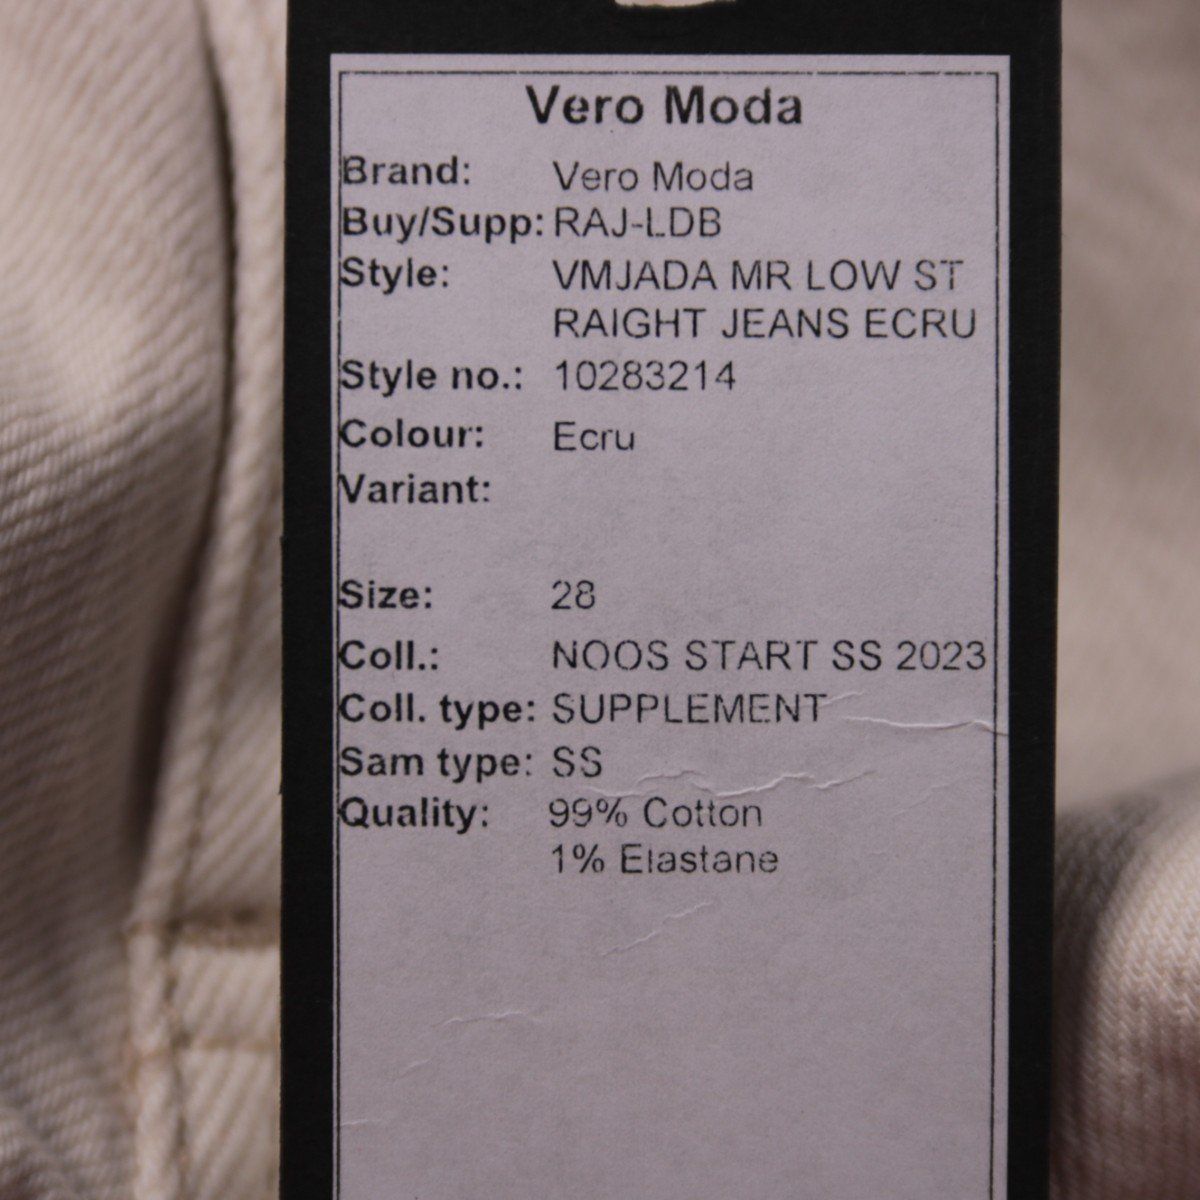 Vero Moda
Brand: Vero Moda
Buy/Supp: RAJ-LDB
Style: VMJADA MR LOW ST
RAIGHT JEANS ECRU
Style no.: 10283214
Colour: Ecru
Variant:
Size: 28
Coll.: NOOS START SS 2023
Coll. type: SUPPLEMENT
Sam type: SS
Quality: 99% Cotton
1% Elastane